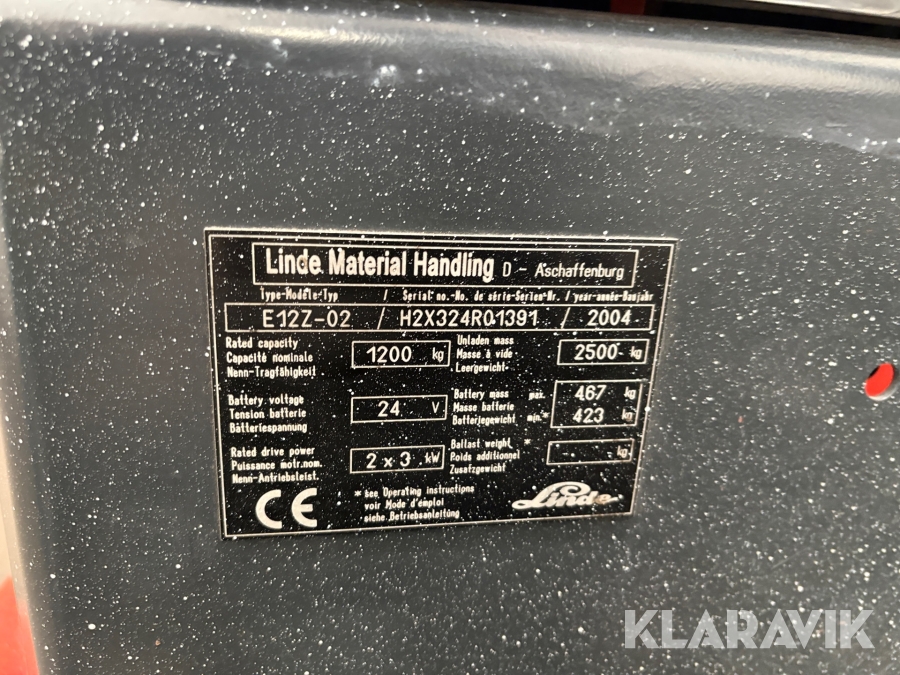 Linde Material Handling D - Aschaffenburg
Type-Modèle-Typ / Serial no.-No. de série-Serien-Nr. / year-année-Baujahr
E12Z-02 / H2X324R01391 / 2004
Rated capacity
Capacité nominale
Nenn-Tragfähigkeit
1200 kg
Unladen mass
Masse à vide
Leergewicht
2500 kg
Battery voltage
Tension batterie
Batteriespannung
24 V
Battery mass max.
Masse batterie
Batteriegewicht min.*
467 kg
423 kg
Rated drive power
Puissance motr.nom.
Nenn-Antriebsleist.
2 x 3 kW
Ballast weight *
Poids additionnel
Zusatzgewicht
- - - kg
CE
* see Operating instructions
voir Mode d'emploi
siehe Betriebsanleitung
Linde
KLARAVIK